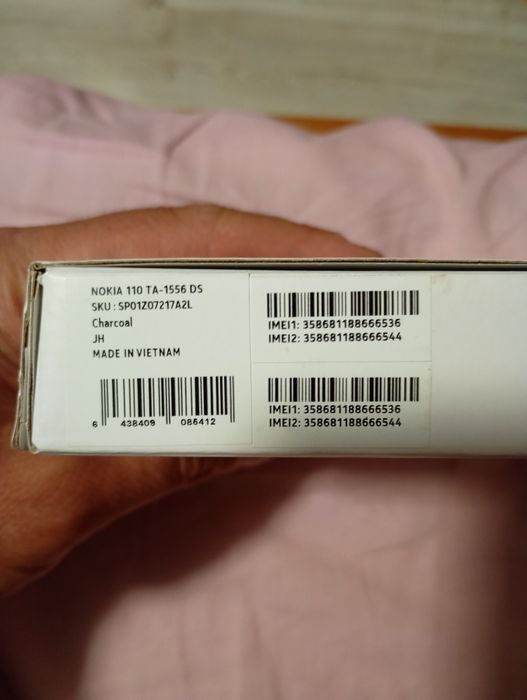 NOKIA 110 TA-1556 DS
SKU : SP01Z07217A2L
Charcoal
JH
MADE IN VIETNAM
6 438409 086412
IMEI1: 358681188666536
IMEI2: 358681188666544
IMEI1: 358681188666536
IMEI2: 358681188666544